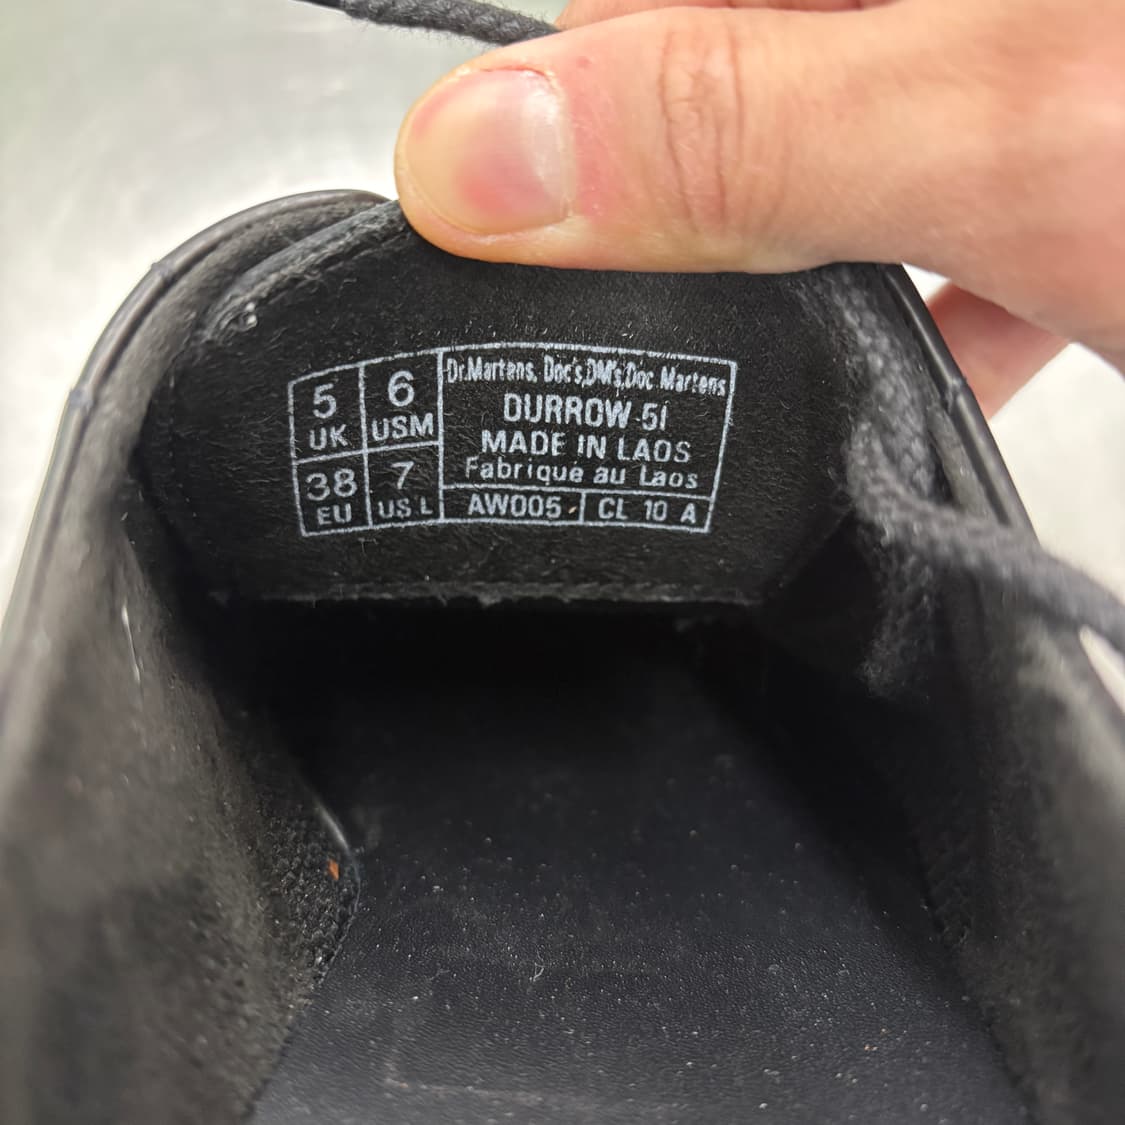 5 UK
6 USM
38 EU
7 US L
Dr.Martens, Doc's,DM's,Doc Martens
DURROW 51
MADE IN LAOS
Fabriqué au Laos
AW005
CL 10 A